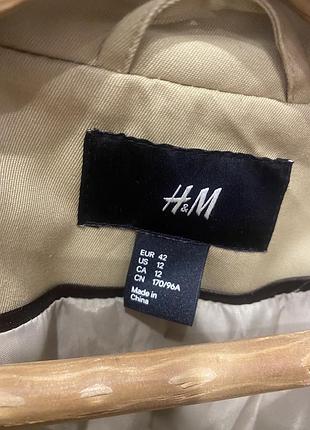 H&M
EUR 42
US 12
CA 12
CN 170/96A
Made in
China